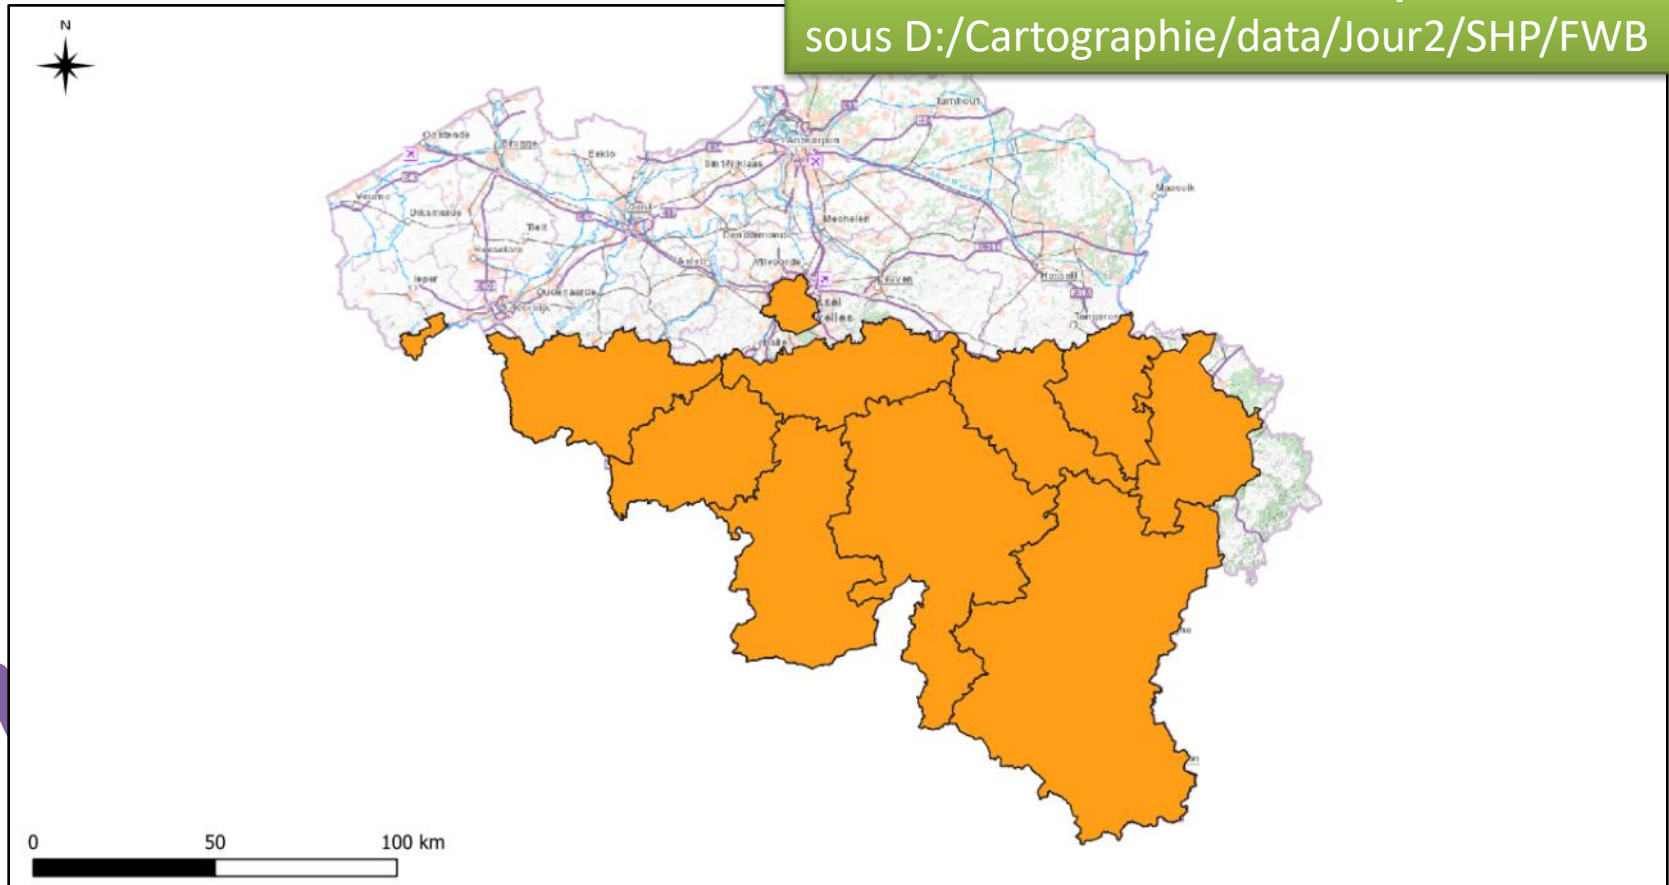 sous D:/Cartographie/data/Jour2/SHP/FWB
N
Turnhout
Oostende
Brugge
Antwerpen
Eeklo
Sint-Niklaas
Maaseik
Veurne
Diksmuide
Gent
Tielt
Mechelen
Dendermonde
Roeselare
Aalst
Vilvoorde
Ieper
Leuven
Hasselt
Oudenaarde
Kortrijk
Tongeren
Halle
0 50 100 km